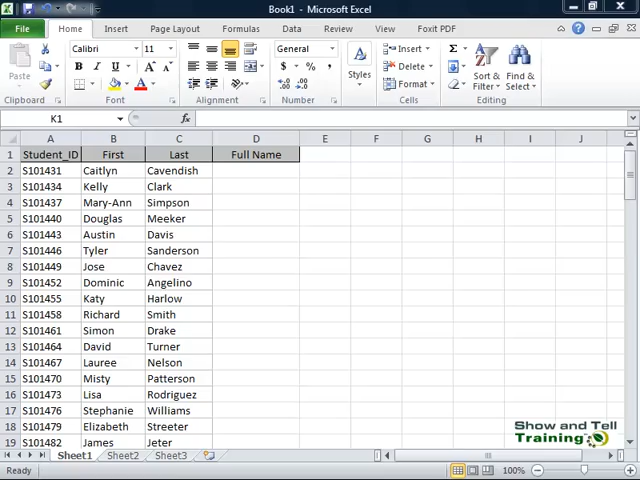 Book1 - Microsoft Excel
File Home Insert Page Layout Formulas Data Review View Foxit PDF
Paste
Calibri 11 General Insert Σ
B I U A A $ % , Styles Delete Sort & Filter Find & Select
A Format
Clipboard Font Alignment Number Cells Editing
K1 fx
A B C D E F G H I J
1 Student_ID First Last Full Name
2 S101431 Caitlyn Cavendish
3 S101434 Kelly Clark
4 S101437 Mary-Ann Simpson
5 S101440 Douglas Meeker
6 S101443 Austin Davis
7 S101446 Tyler Sanderson
8 S101449 Jose Chavez
9 S101452 Dominic Angelino
10 S101455 Katy Harlow
11 S101458 Richard Smith
12 S101461 Simon Drake
13 S101464 David Turner
14 S101467 Lauree Nelson
15 S101470 Misty Patterson
16 S101473 Lisa Rodriguez
17 S101476 Stephanie Williams
18 S101479 Elizabeth Streeter
19 S101482 James Jeter
Show and Tell
Training
Sheet1 Sheet2 Sheet3
Ready 100%